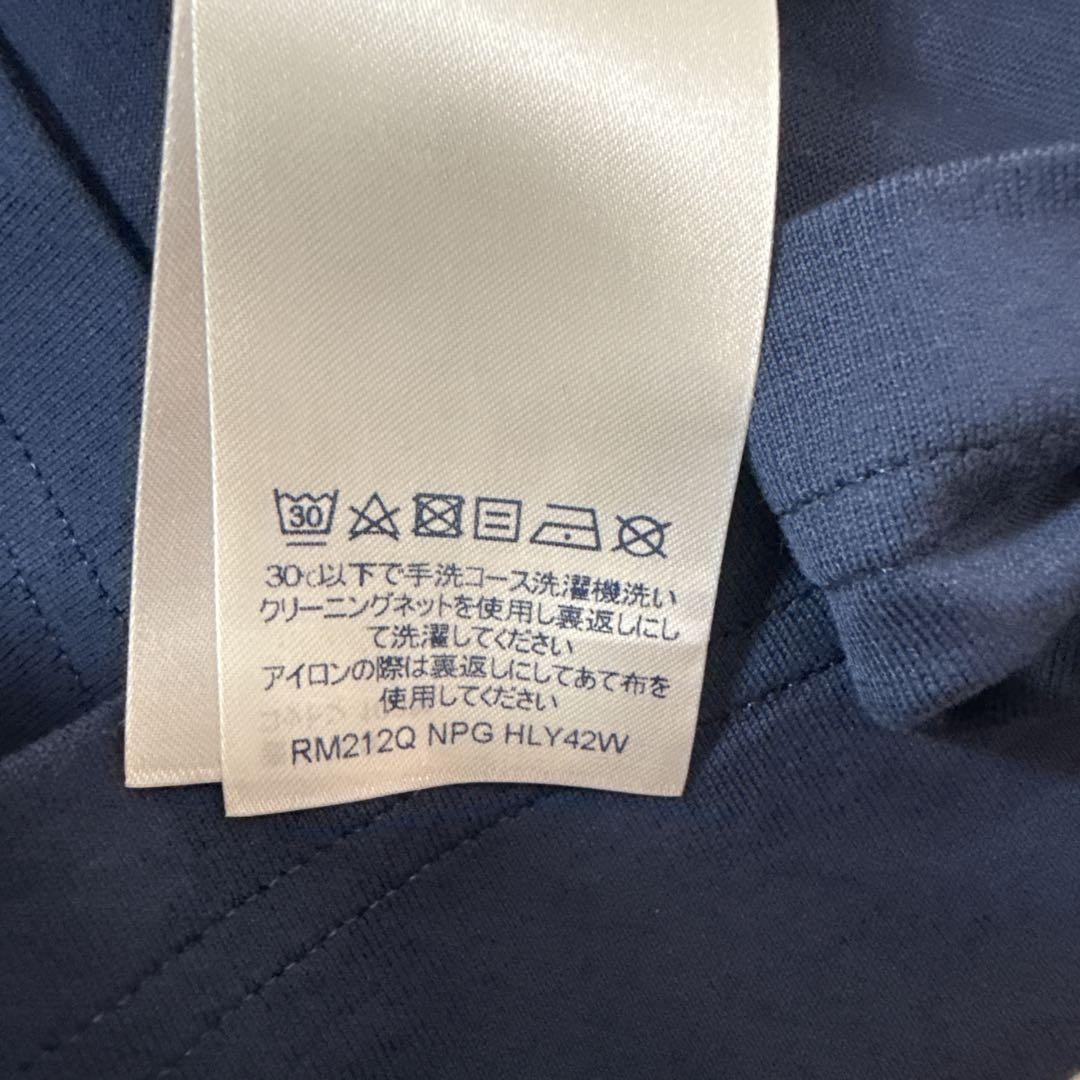 30
30℃以下で手洗コース洗濯機洗い
クリーニングネットを使用し裏返しにし
て洗濯してください
アイロンの際は裏返しにしてあて布を
使用してください
RM212Q NPG HLY42W